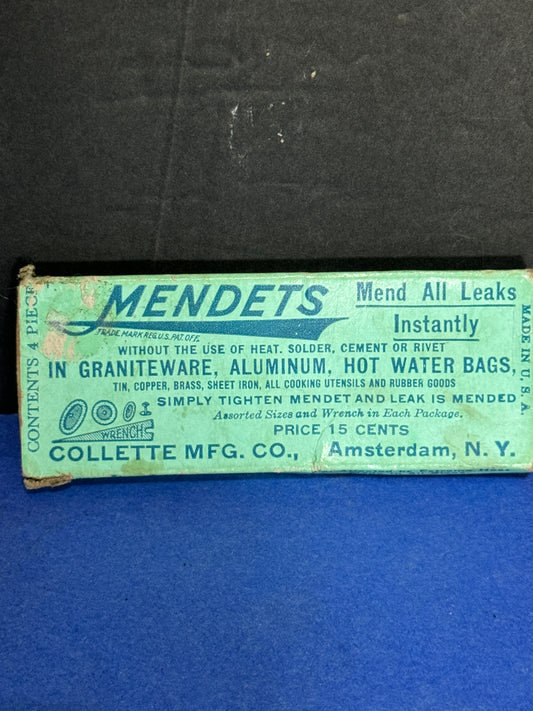 CONTENTS 4 PIECE
MENDETS
TRADE MARK REG. U.S. PAT. OFF.
Mend All Leaks
Instantly
WITHOUT THE USE OF HEAT. SOLDER, CEMENT OR RIVET
IN GRANITEWARE, ALUMINUM, HOT WATER BAGS,
TIN, COPPER, BRASS, SHEET IRON, ALL COOKING UTENSILS AND RUBBER GOODS
SIMPLY TIGHTEN MENDET AND LEAK IS MENDED
Assorted Sizes and Wrench in Each Package.
WRENCH
PRICE 15 CENTS
COLLETTE MFG. CO., Amsterdam, N. Y.
MADE IN U.S.A.